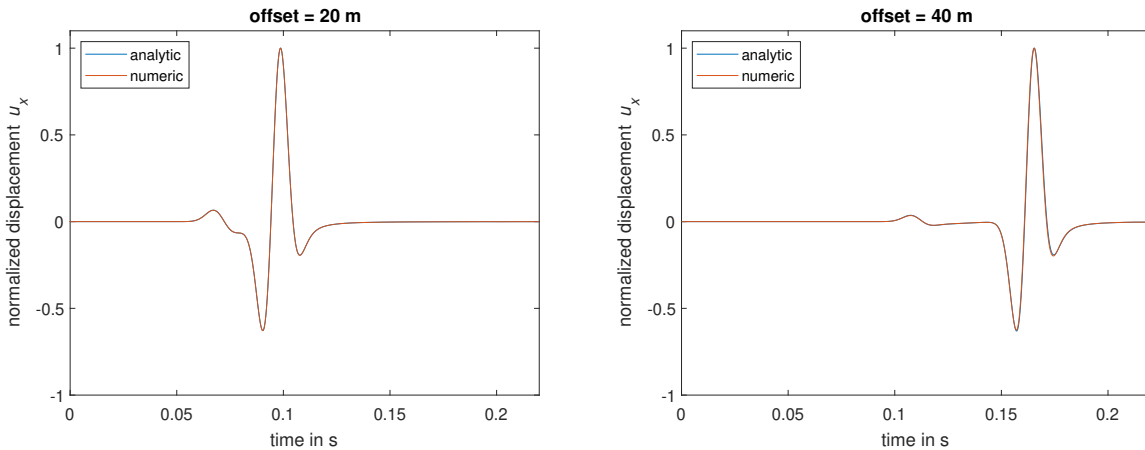 offset = 20 m
1
0.5
0
-0.5
-1
normalized displacement u_x
analytic
numeric
0
0.05
0.1
0.15
0.2
time in s
offset = 40 m
1
0.5
0
-0.5
-1
normalized displacement u_x
analytic
numeric
0
0.05
0.1
0.15
0.2
time in s